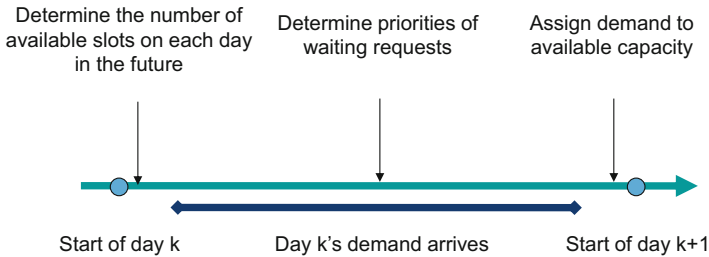 Determine the number of
available slots on each day
in the future
Determine priorities of
waiting requests
Assign demand to
available capacity
Start of day k
Day k's demand arrives
Start of day k+1